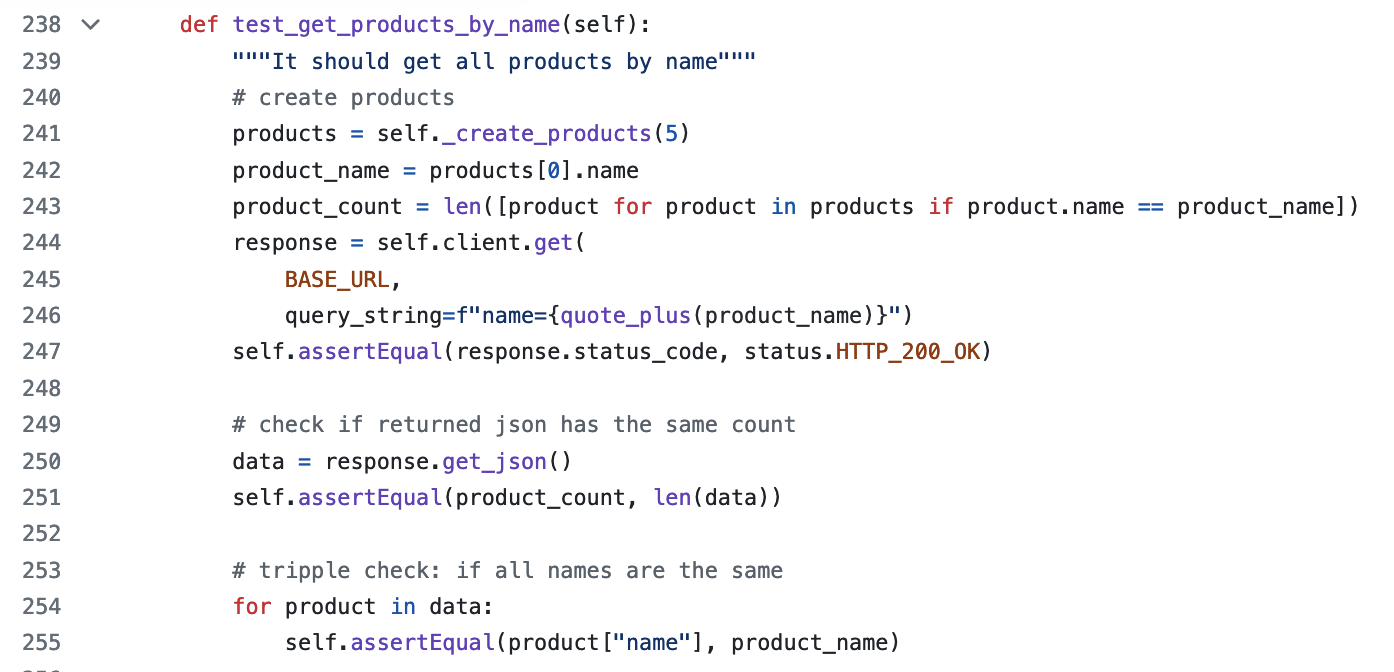 238 def test_get_products_by_name(self):
239 """It should get all products by name"""
240 # create products
241 products = self._create_products(5)
242 product_name = products[0].name
243 product_count = len([product for product in products if product.name == product_name])
244 response = self.client.get(
245 BASE_URL,
246 query_string=f"name={quote_plus(product_name)}")
247 self.assertEqual(response.status_code, status.HTTP_200_OK)
248
249 # check if returned json has the same count
250 data = response.get_json()
251 self.assertEqual(product_count, len(data))
252
253 # tripple check: if all names are the same
254 for product in data:
255 self.assertEqual(product["name"], product_name)